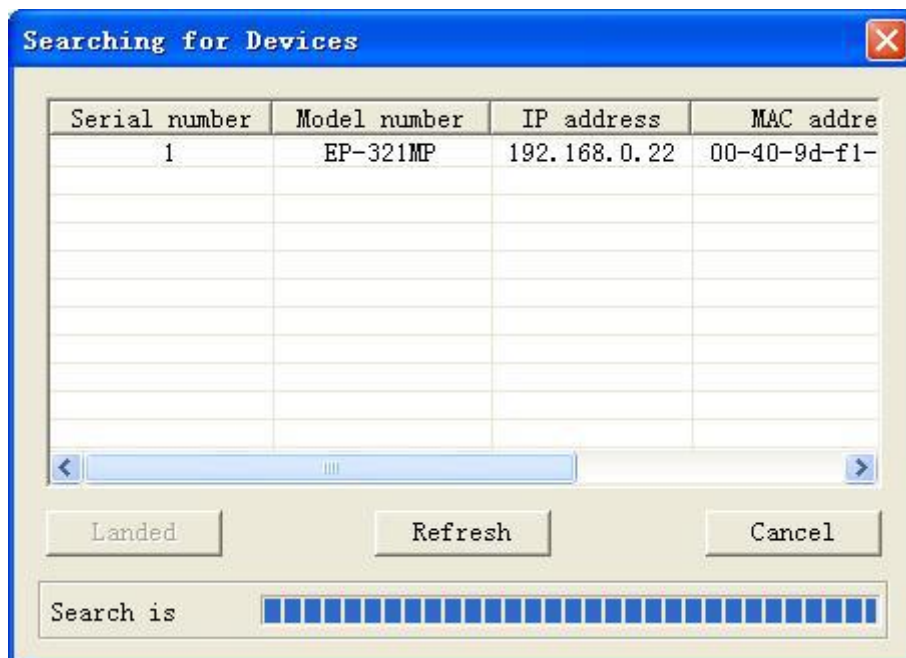 Searching for Devices
Serial number Model number IP address MAC addre
1 EP-321MP 192.168.0.22 00-40-9d-f1-
Landed Refresh Cancel
Search is